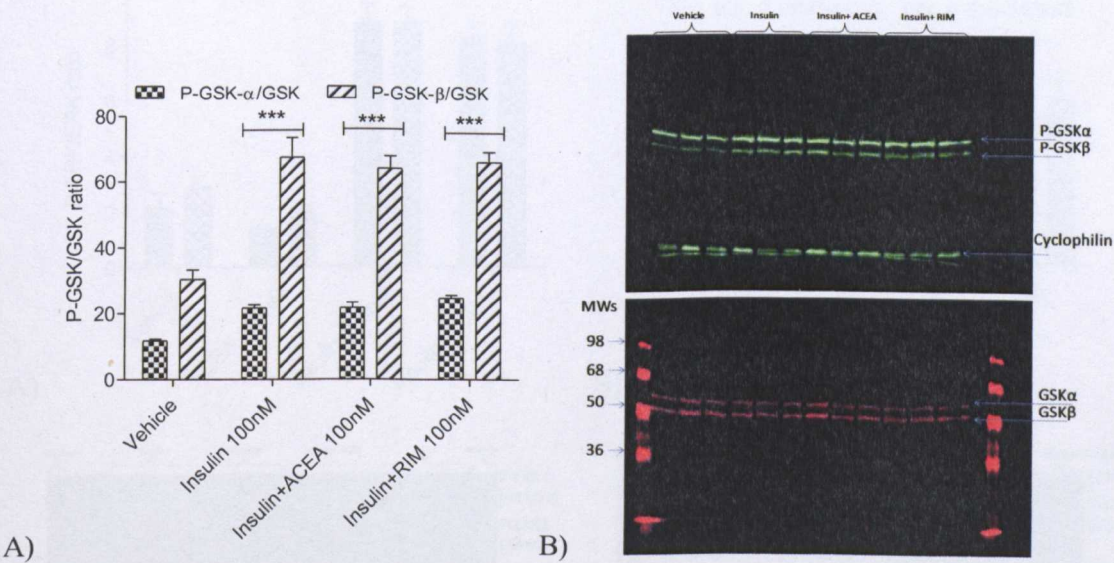 P-GSK-α/GSK
P-GSK-β/GSK
***
***
***
P-GSK/GSK ratio
80
60
40
20
0
Vehicle
Insulin 100nM
Insulin+ACEA 100nM
Insulin+RIM 100nM
A)
Vehicle
Insulin
Insulin+ ACEA
Insulin+ RIM
P-GSKα
P-GSKβ
Cyclophilin
MWs
98
68
50
36
GSKα
GSKβ
B)